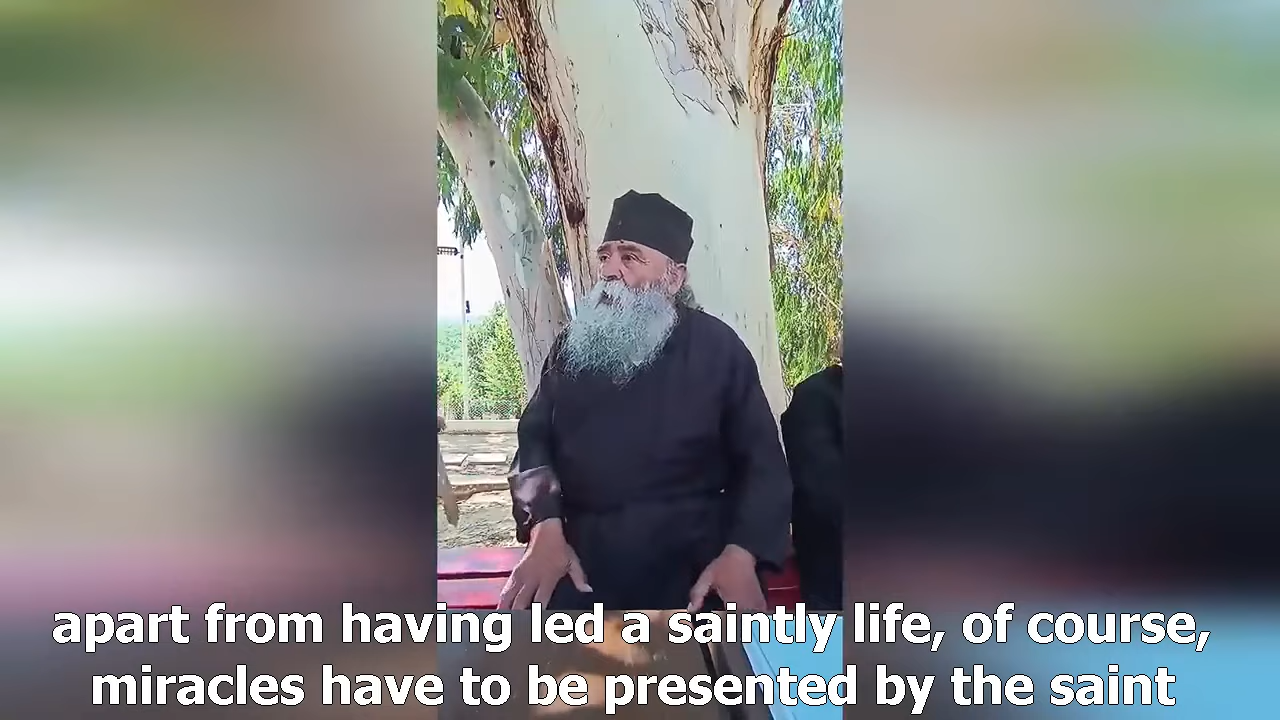 apart from having led a saintly life, of course,
miracles have to be presented by the saint